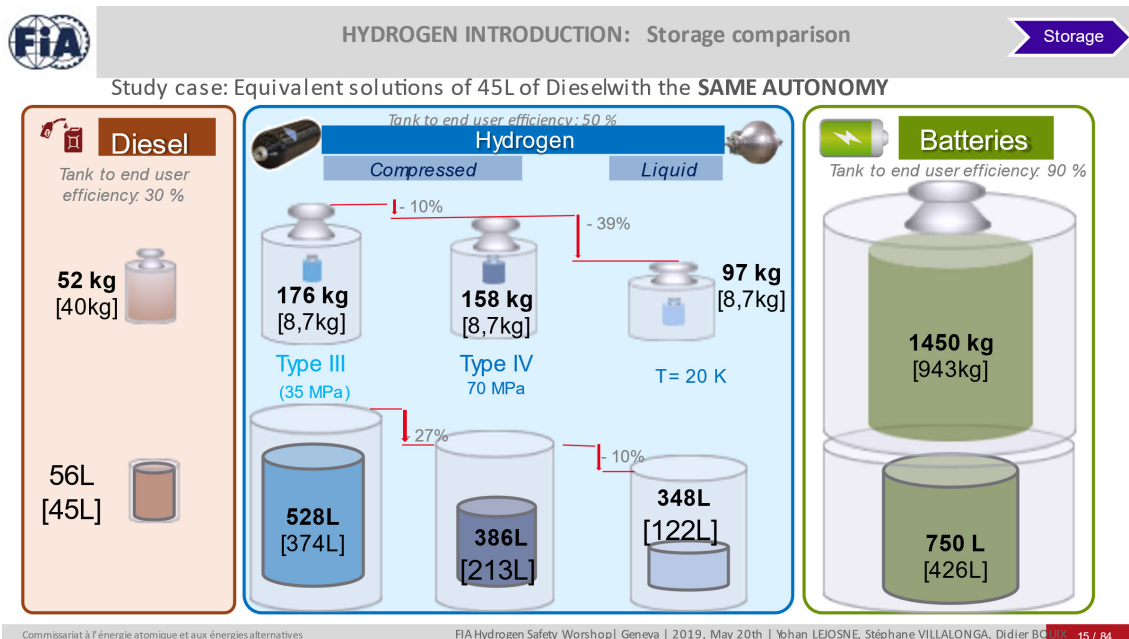 FiA
HYDROGEN INTRODUCTION: Storage comparison
Storage
Study case: Equivalent solutions of 45L of Dieselwith the SAME AUTONOMY
Diesel
Tank to end user
efficiency: 30 %
52 kg
[40kg]
56L
[45L]
Tank to end user efficiency: 50 %
Hydrogen
Compressed
Liquid
- 10%
- 39%
176 kg
[8,7kg]
158 kg
[8,7kg]
97 kg
[8,7kg]
Type III
(35 MPa)
Type IV
70 MPa
T= 20 K
- 27%
- 10%
528L
[374L]
386L
[213L]
348L
[122L]
Batteries
Tank to end user efficiency: 90 %
1450 kg
[943kg]
750 L
[426L]
Commissariat à l'énergie atomique et aux énergies alternatives
FIA Hydrogen Safety Worshop| Geneva | 2019, May 20th | Yohan LEJOSNE, Stéphane VILLALONGA, Didier BOUIX
15 / 84